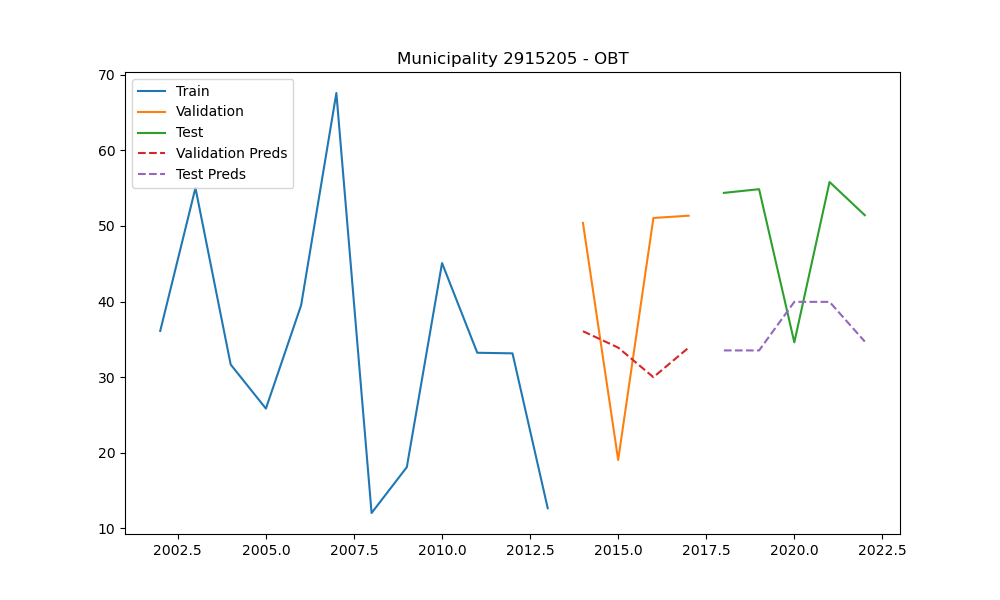 Municipality 2915205 - OBT
70
60
50
40
30
20
10
Train
Validation
Test
Validation Preds
Test Preds
2002.5 2005.0 2007.5 2010.0 2012.5 2015.0 2017.5 2020.0 2022.5